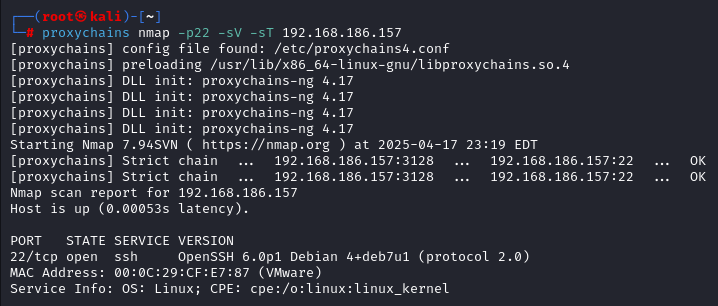 ┌──(root㉿kali)-[~]
└─# proxychains nmap -p22 -sV -sT 192.168.186.157
[proxychains] config file found: /etc/proxychains4.conf
[proxychains] preloading /usr/lib/x86_64-linux-gnu/libproxychains.so.4
[proxychains] DLL init: proxychains-ng 4.17
[proxychains] DLL init: proxychains-ng 4.17
[proxychains] DLL init: proxychains-ng 4.17
[proxychains] DLL init: proxychains-ng 4.17
Starting Nmap 7.94SVN ( https://nmap.org ) at 2025-04-17 23:19 EDT
[proxychains] Strict chain  ...  192.168.186.157:3128  ...  192.168.186.157:22  ...  OK
[proxychains] Strict chain  ...  192.168.186.157:3128  ...  192.168.186.157:22  ...  OK
Nmap scan report for 192.168.186.157
Host is up (0.00053s latency).
PORT   STATE SERVICE VERSION
22/tcp open  ssh     OpenSSH 6.0p1 Debian 4+deb7u1 (protocol 2.0)
MAC Address: 00:0C:29:CF:E7:87 (VMware)
Service Info: OS: Linux; CPE: cpe:/o:linux:linux_kernel